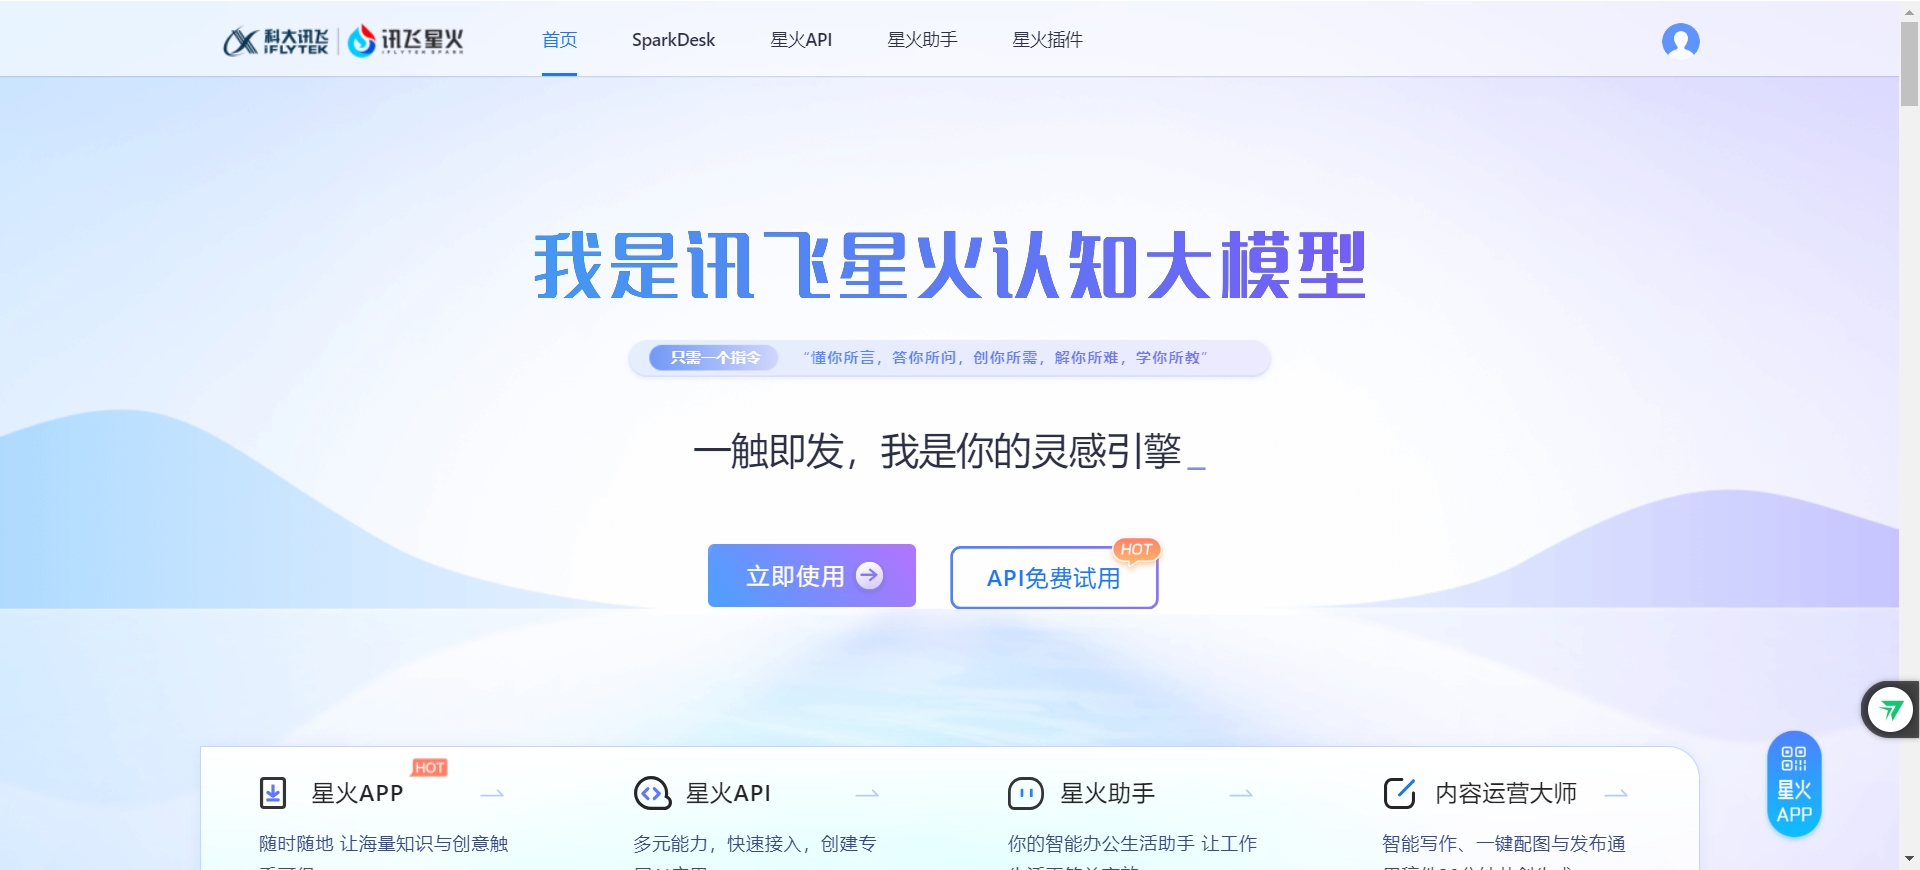 科大讯飞 讯飞星火
IFLYTEK IFLYTEK SPARK
首页 SparkDesk 星火API 星火助手 星火插件
我是讯飞星火认知大模型
只需一个指令 “懂你所言，答你所问，创你所需，解你所难，学你所教”
一触即发，我是你的灵感引擎_
HOT
立即使用 API免费试用
HOT
星火APP 星火API 星火助手 内容运营大师
星火
APP
随时随地 让海量知识与创意触 多元能力，快速接入，创建专 你的智能办公生活助手 让工作 智能写作、一键配图与发布通